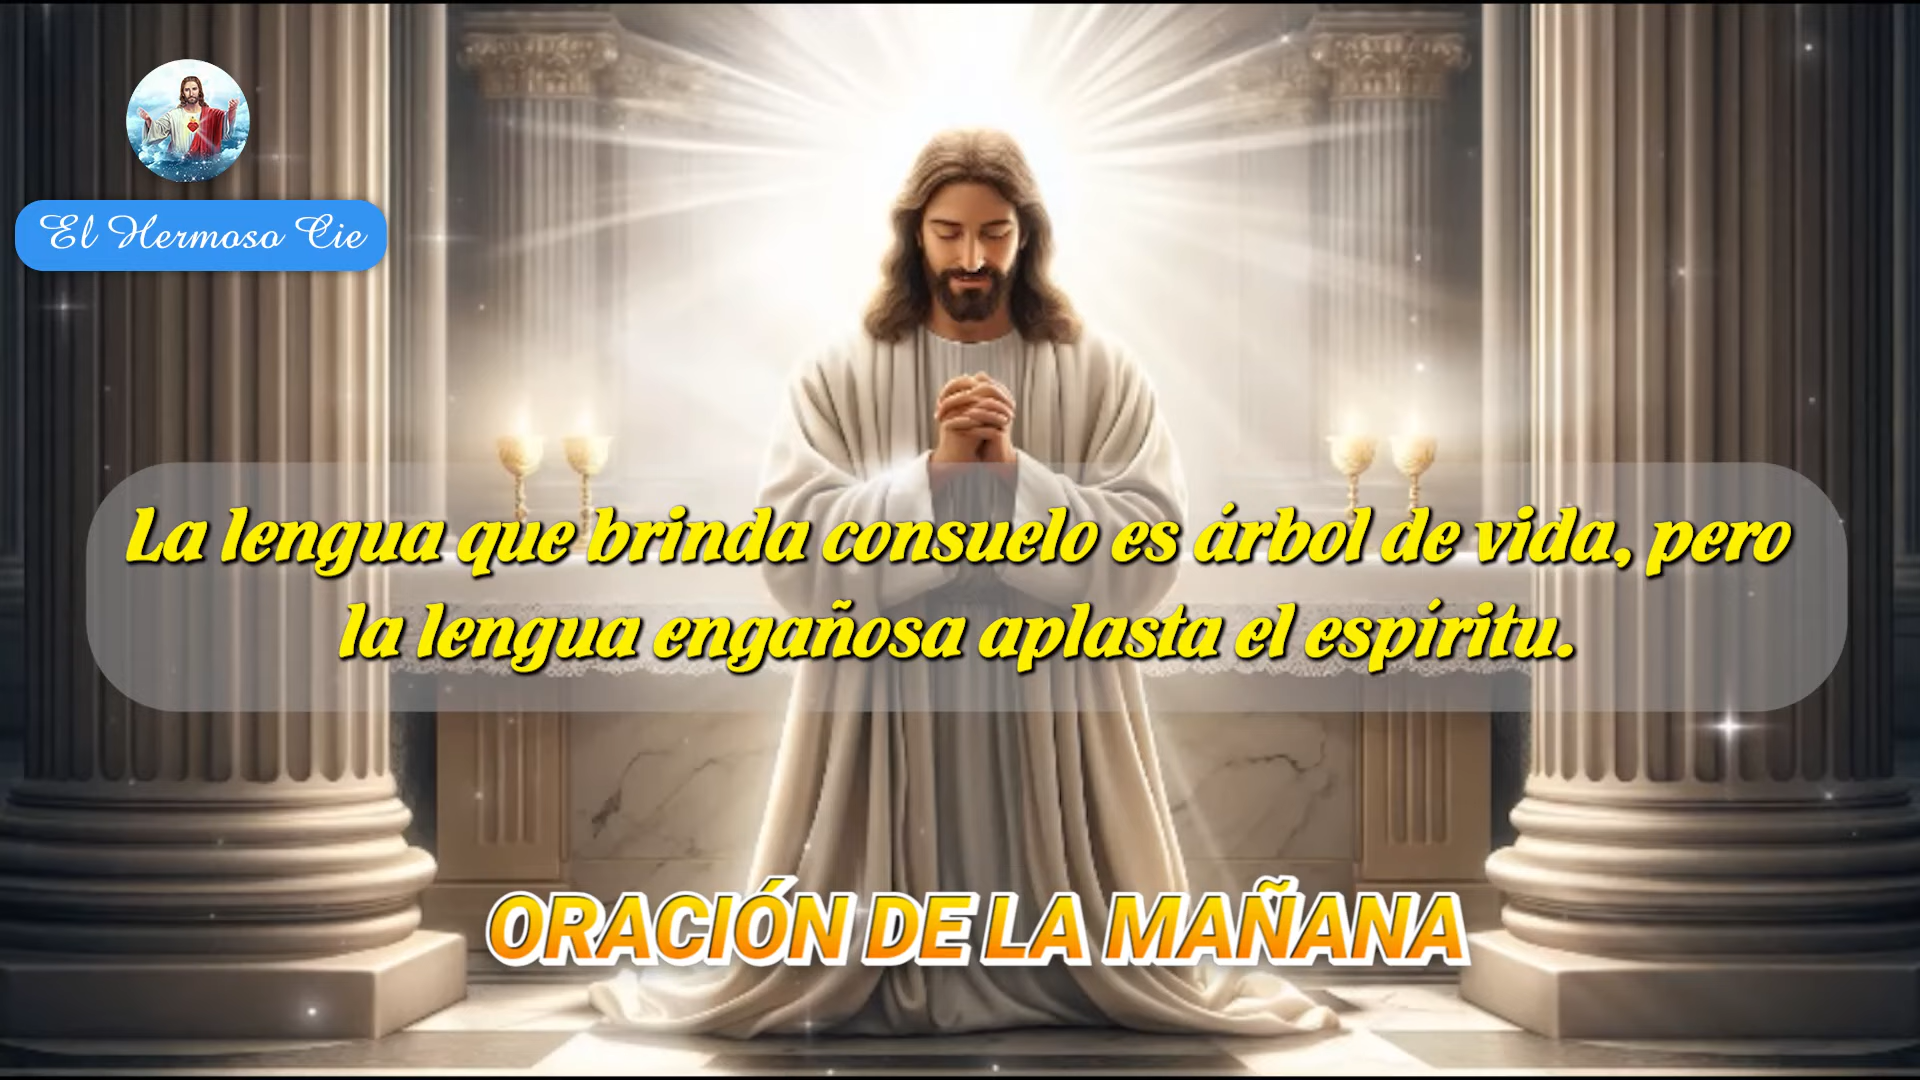 El Hermoso Cie
La lengua que brinda consuelo es árbol de vida, pero
la lengua engañosa aplasta el espíritu.
ORACIÓN DE LA MAÑANA